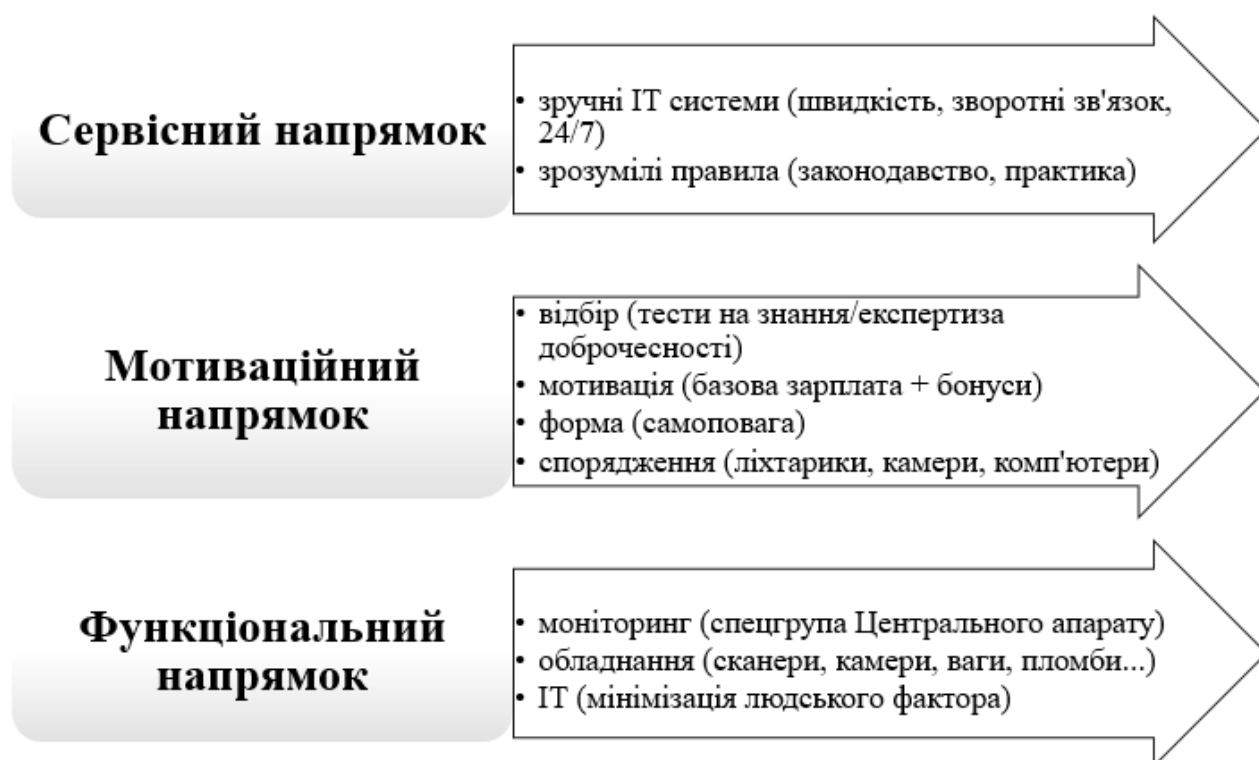 Сервісний напрямок
• зручні ІТ системи (швидкість, зворотні зв'язок,
24/7)
• зрозумілі правила (законодавство, практика)
Мотиваційний
напрямок
• відбір (тести на знання/експертиза
доброчесності)
• мотивація (базова зарплата + бонуси)
• форма (самоповага)
• спорядження (ліхтарики, камери, комп'ютери)
Функціональний
напрямок
• моніторинг (спецгрупа Центрального апарату)
• обладнання (сканери, камери, ваги, пломби...)
• ІТ (мінімізація людського фактора)